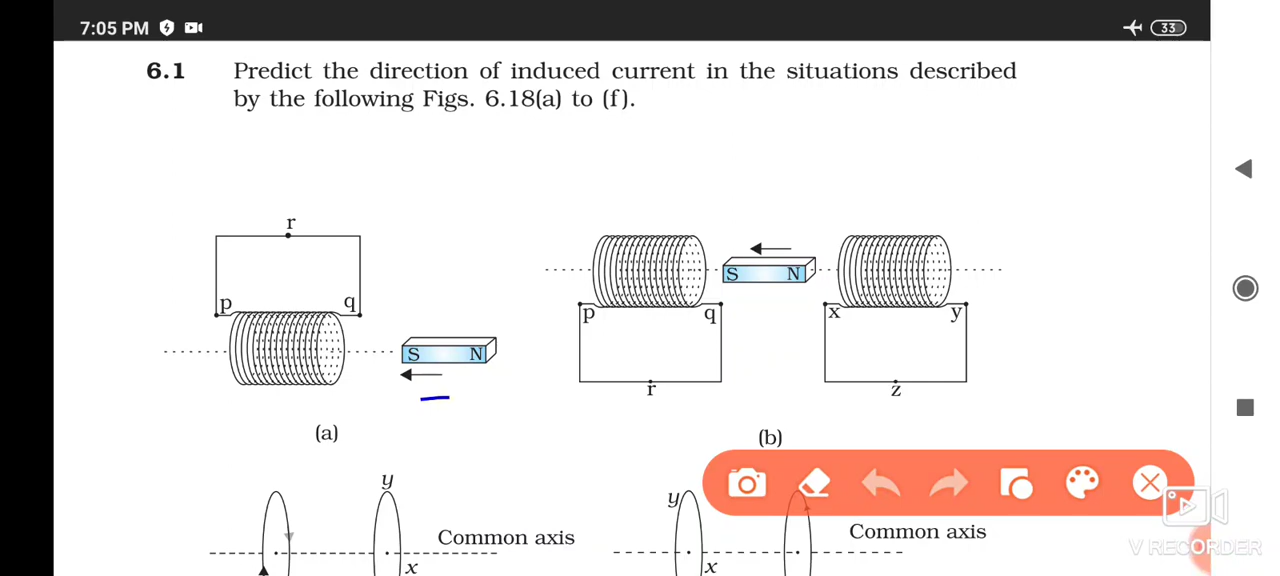 7:05 PM
33
6.1 Predict the direction of induced current in the situations described
by the following Figs. 6.18(a) to (f).
r
p q
S N
(a)
p q
S N
x y
r
z
(b)
y
Common axis
x
y
Common axis
x
V RECORDER